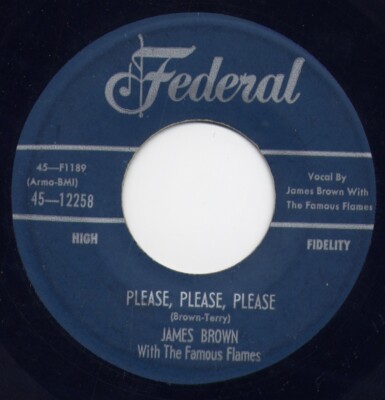 Federal
45—F1189
(Armo-BMI)
45—12258
Vocal By
James Brown With
The Famous Flames
HIGH
FIDELITY
PLEASE, PLEASE, PLEASE
(Brown-Terry)
JAMES BROWN
With The Famous Flames